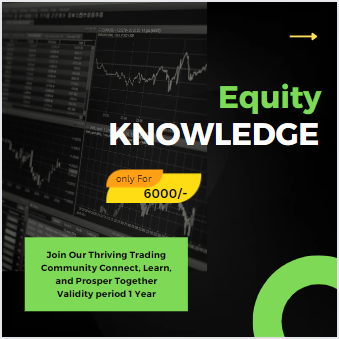 Equity
KNOWLEDGE
only For
6000/-
Join Our Thriving Trading
Community Connect, Learn,
and Prosper Together
Validity period 1 Year